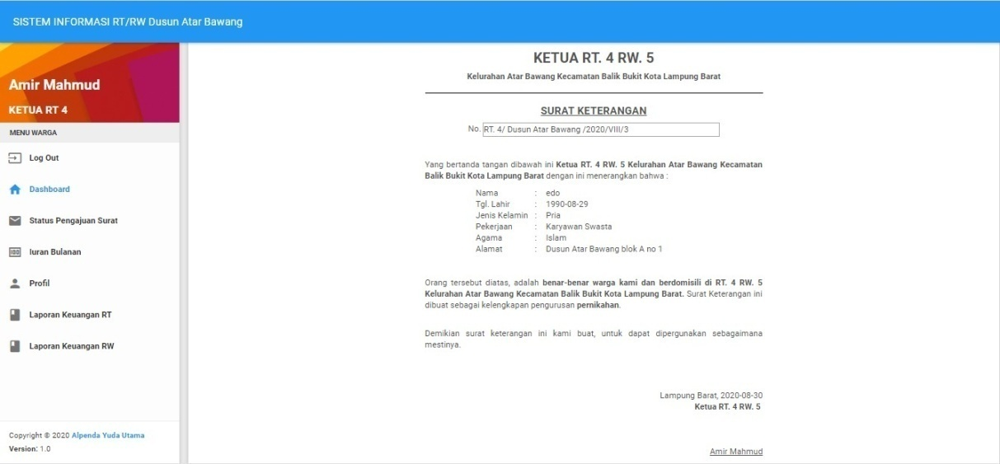 SISTEM INFORMASI RT/RW Dusun Atar Bawang
Amir Mahmud
KETUA RT 4
MENU WARGA
Log Out
Dashboard
Status Pengajuan Surat
Iuran Bulanan
Profil
Laporan Keuangan RT
Laporan Keuangan RW
Copyright © 2020 Alpenda Yuda Utama
Version: 1.0
KETUA RT. 4 RW. 5
Kelurahan Atar Bawang Kecamatan Balik Bukit Kota Lampung Barat
SURAT KETERANGAN
No. RT. 4/ Dusun Atar Bawang /2020/VIII/3
Yang bertanda tangan dibawah ini Ketua RT. 4 RW. 5 Kelurahan Atar Bawang Kecamatan
Balik Bukit Kota Lampung Barat dengan ini menerangkan bahwa :
Nama : edo
Tgl. Lahir : 1990-08-29
Jenis Kelamin : Pria
Pekerjaan : Karyawan Swasta
Agama : Islam
Alamat : Dusun Atar Bawang blok A no 1
Orang tersebut diatas, adalah benar-benar warga kami dan berdomisili di RT. 4 RW. 5
Kelurahan Atar Bawang Kecamatan Balik Bukit Kota Lampung Barat. Surat Keterangan ini
dibuat sebagai kelengkapan pengurusan pernikahan.
Demikian surat keterangan ini kami buat, untuk dapat dipergunakan sebagaimana
mestinya.
Lampung Barat, 2020-08-30
Ketua RT. 4 RW. 5
Amir Mahmud